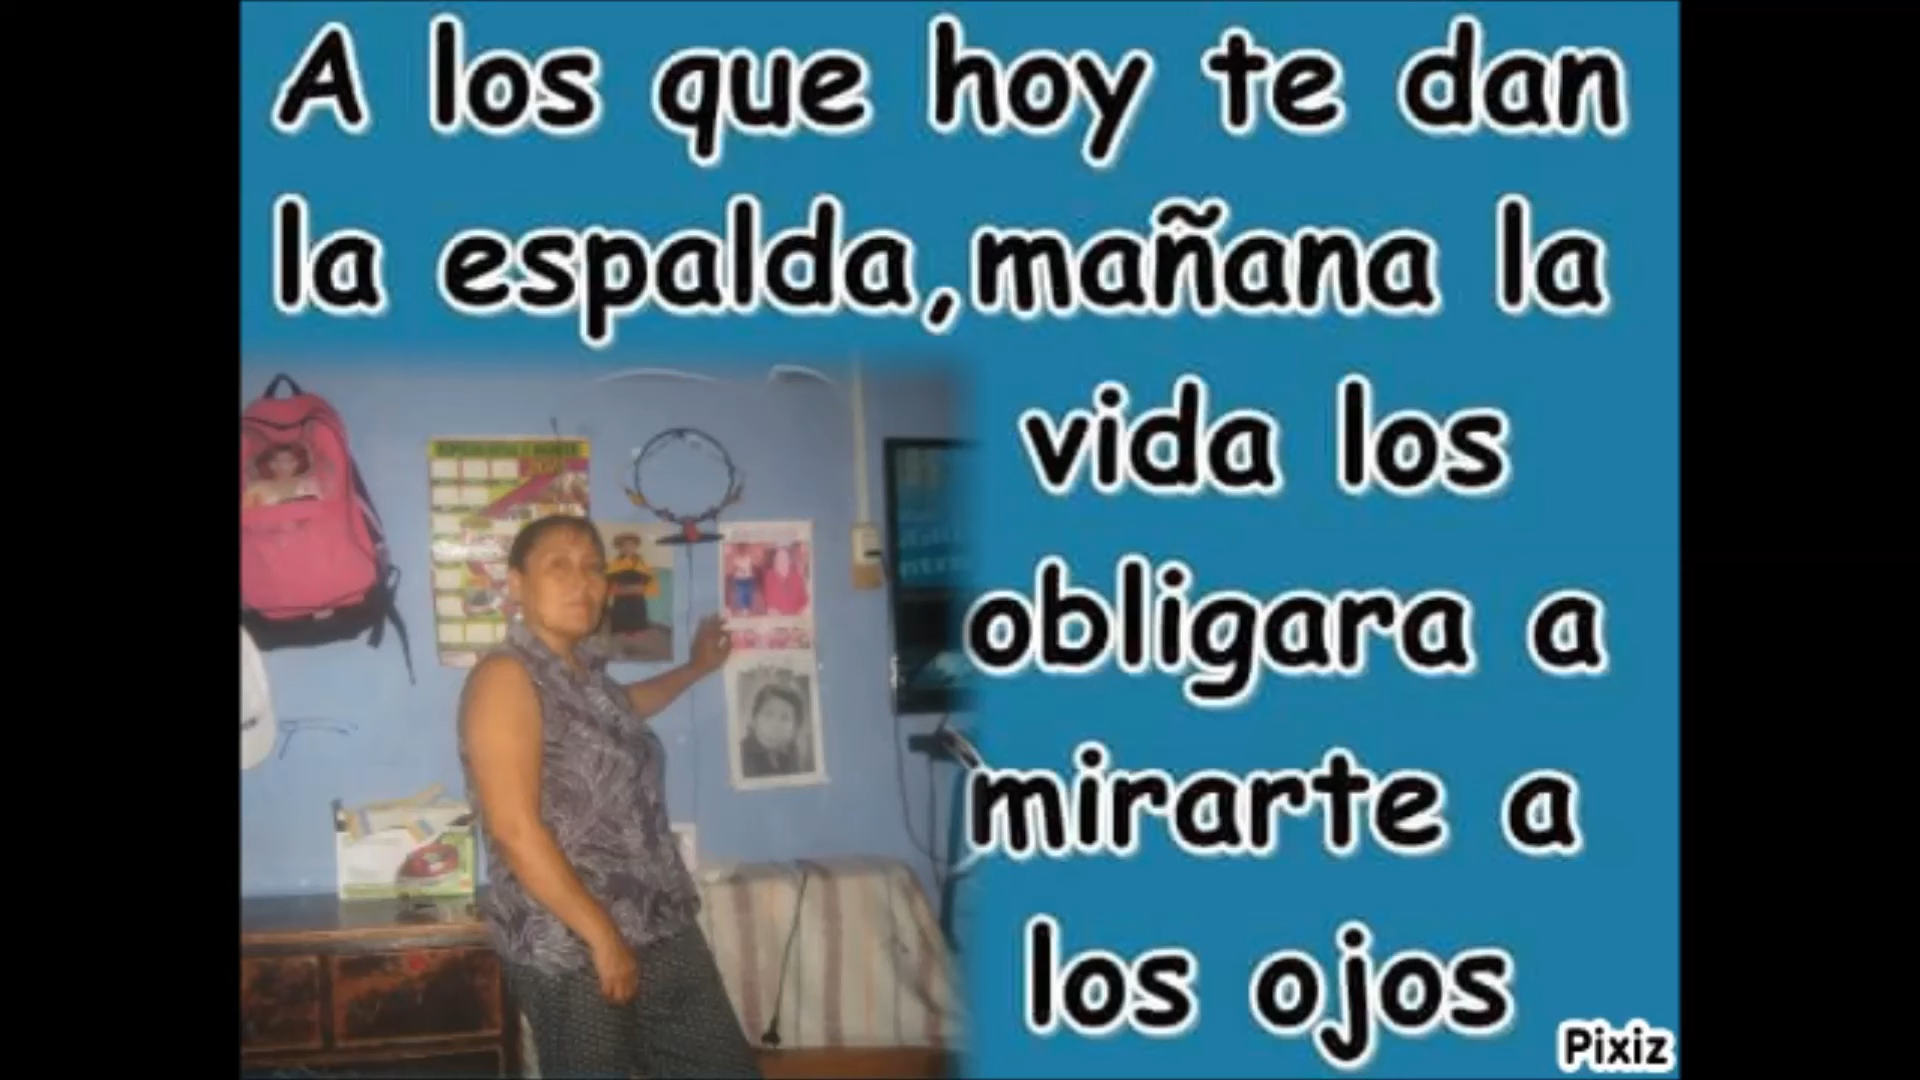 A los que hoy te dan
la espalda,mañana la
vida los
obligara a
mirarte a
los ojos
Pixiz